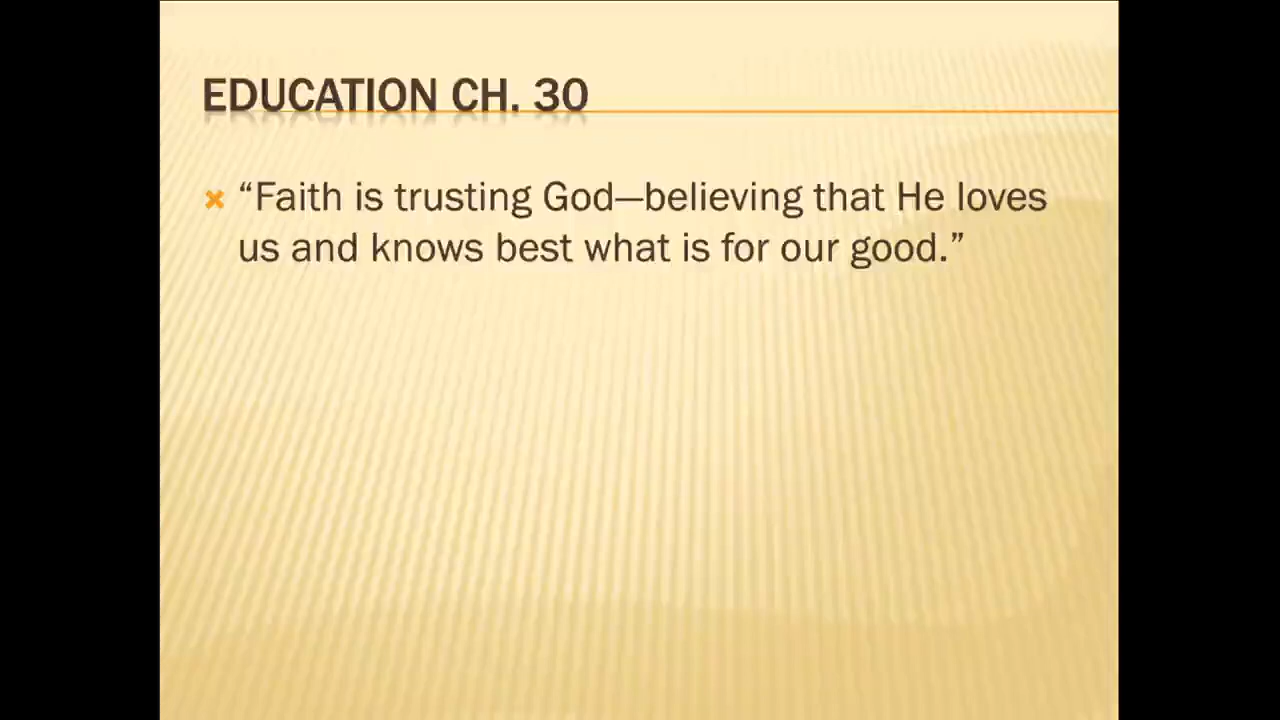 EDUCATION CH. 30
“Faith is trusting God—believing that He loves
us and knows best what is for our good.”